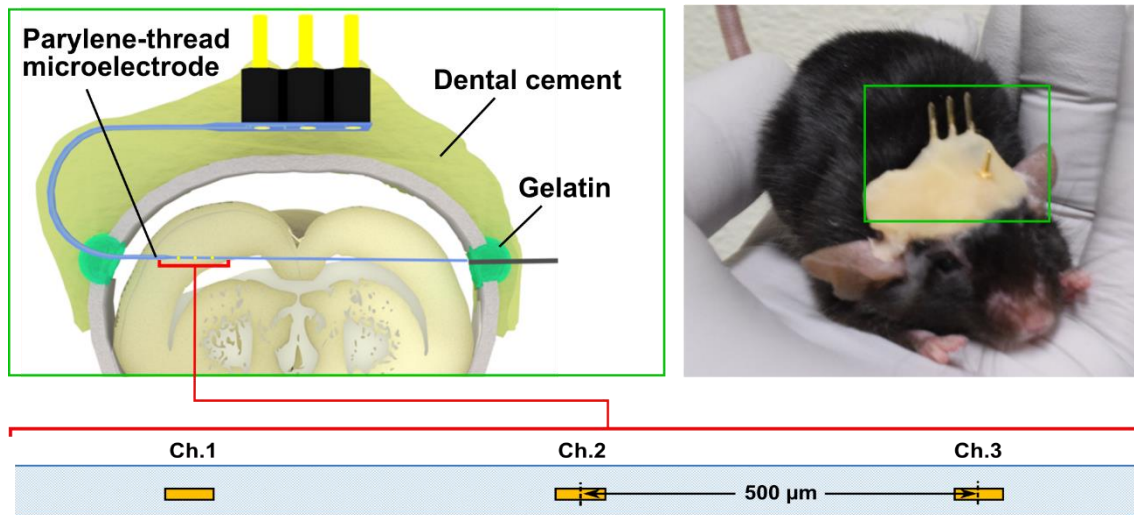 Parylene-thread
microelectrode
Dental cement
Gelatin
Ch.1
Ch.2
Ch.3
500 μm